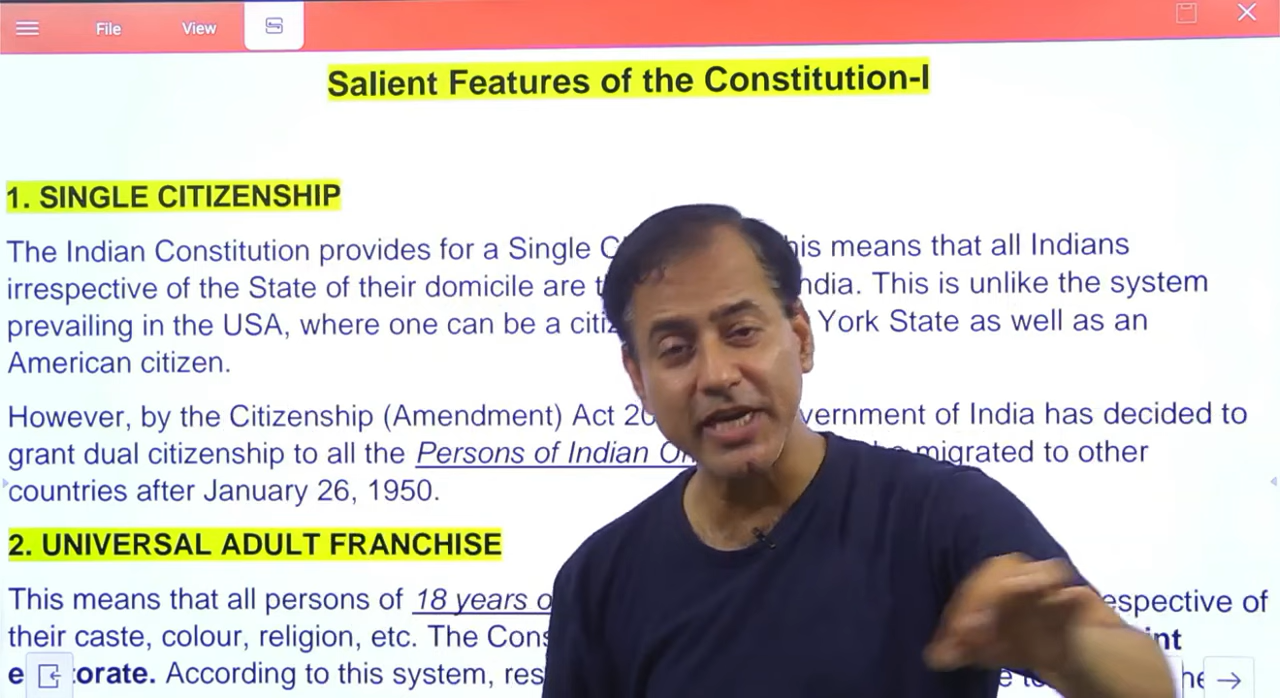 File View
Salient Features of the Constitution-I
1. SINGLE CITIZENSHIP
The Indian Constitution provides for a Single his means that all Indians
irrespective of the State of their domicile are ndia. This is unlike the system
prevailing in the USA, where one can be a York State as well as an
American citizen.
However, by the Citizenship (Amendment) Act vernment of India has decided to
grant dual citizenship to all the Persons of Indian migrated to other
countries after January 26, 1950.
2. UNIVERSAL ADULT FRANCHISE
This means that all persons of 18 years espective of
their caste, colour, religion, etc. The
orate. According to this system,